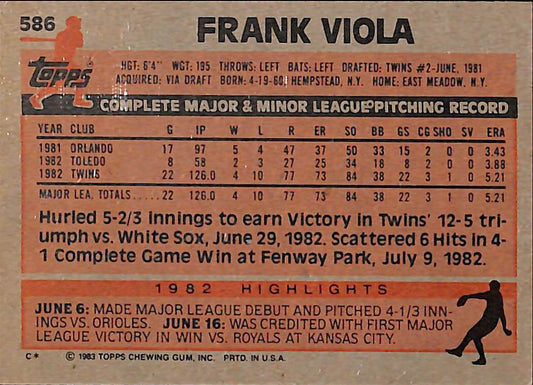 586
FRANK VIOLA
Topps
HGT: 6'4" WGT: 195 THROWS: LEFT BATS: LEFT DRAFTED: TWINS #2-JUNE, 1981
ACQUIRED: VIA DRAFT BORN: 4-19-60, HEMPSTEAD, N.Y. HOME: EAST MEADOW, N.Y.
COMPLETE MAJOR & MINOR LEAGUE PITCHING RECORD
YEAR CLUB G IP W L R ER SO BB GS CG SHO SV ERA
1981 ORLANDO 17 97 5 4 47 37 50 33 15 2 0 0 3.43
1982 TOLEDO 8 58 2 3 27 25 34 18 8 2 0 0 3.88
1982 TWINS 22 126.0 4 10 77 73 84 38 22 3 1 0 5.21
MAJOR LEA. TOTALS..... 22 126.0 4 10 77 73 84 38 22 3 1 0 5.21
Hurled 5-2/3 innings to earn Victory in Twins' 12-5 tri-
umph vs. White Sox, June 29, 1982. Scattered 6 Hits in 4-
1 Complete Game Win at Fenway Park, July 9, 1982.
1982 HIGHLIGHTS
JUNE 6: MADE MAJOR LEAGUE DEBUT AND PITCHED 4-1/3 INN-
INGS VS. ORIOLES. JUNE 16: WAS CREDITED WITH FIRST MAJOR
LEAGUE VICTORY IN WIN VS. ROYALS AT KANSAS CITY.
C* © 1983 TOPPS CHEWING GUM, INC. PRTD. IN U.S.A.